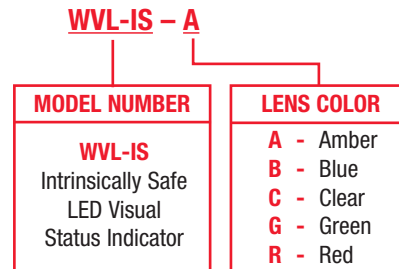 WVL-IS – A
MODEL NUMBER
WVL-IS
Intrinsically Safe
LED Visual
Status Indicator
LENS COLOR
A - Amber
B - Blue
C - Clear
G - Green
R - Red